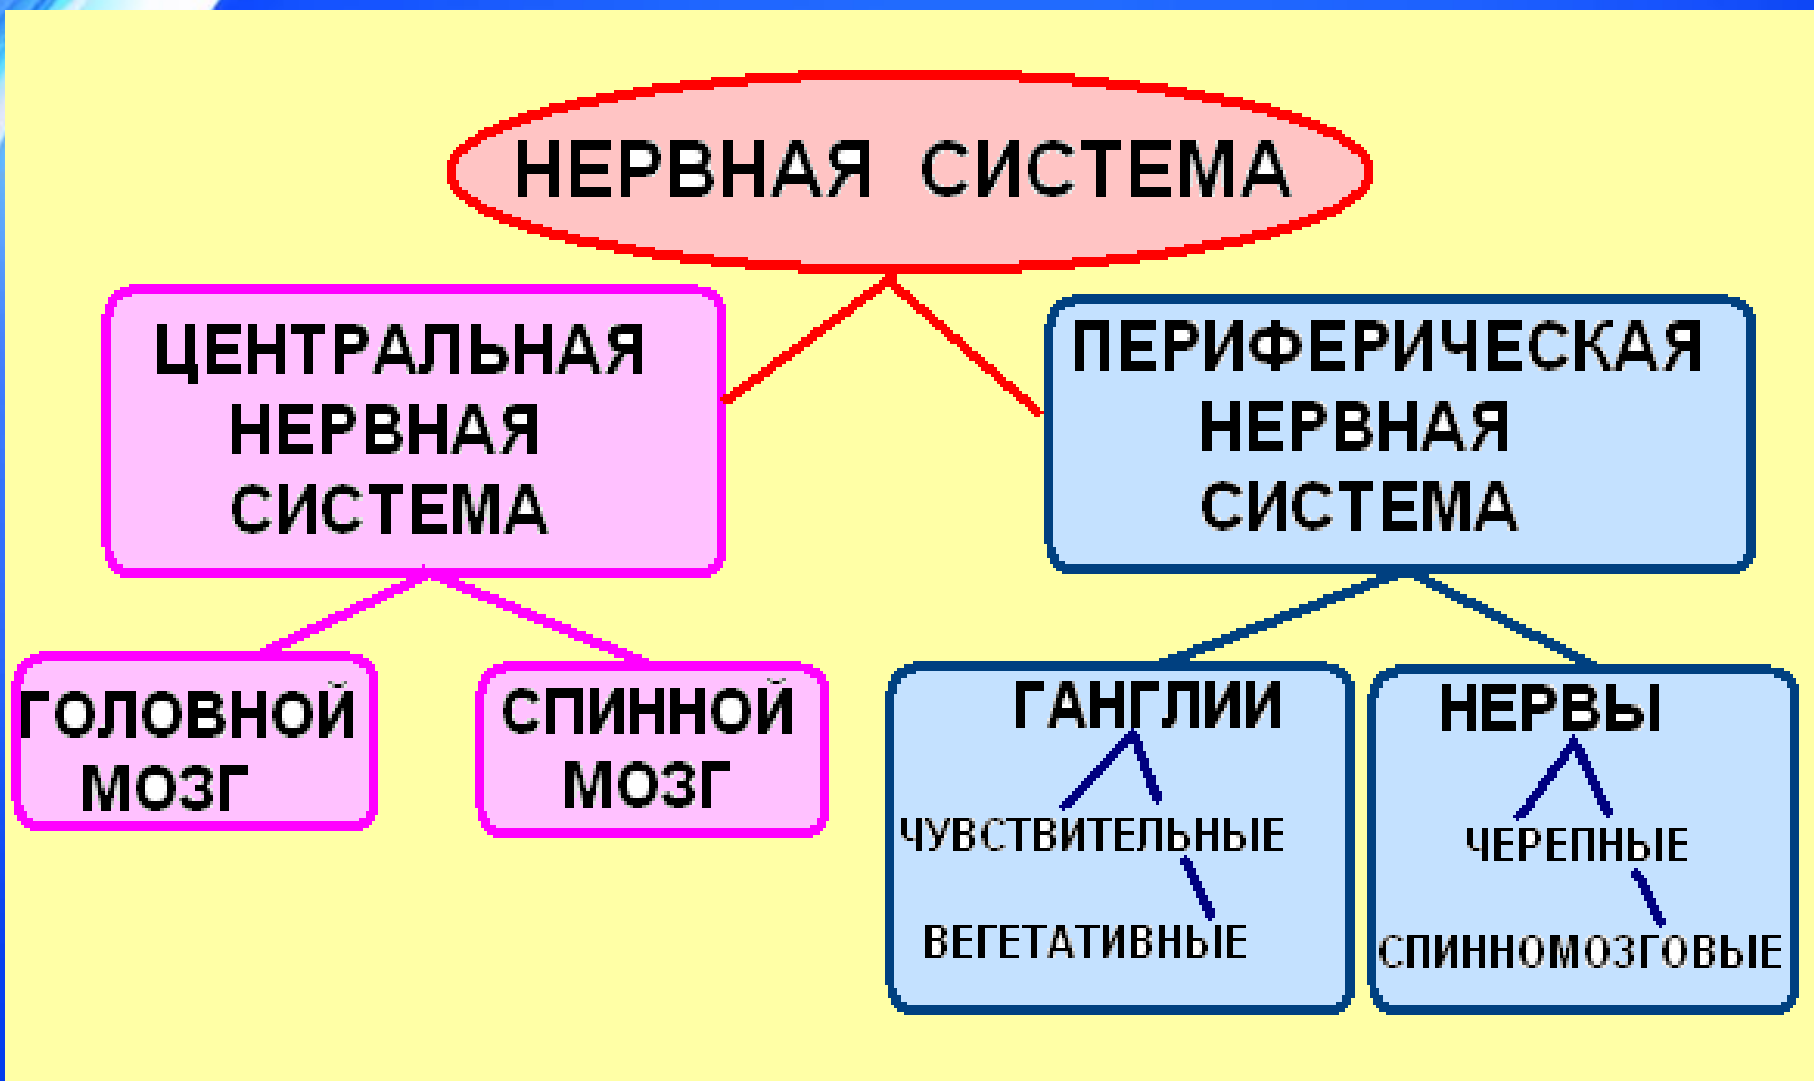 НЕРВНАЯ СИСТЕМА
ЦЕНТРАЛЬНАЯ
НЕРВНАЯ
СИСТЕМА
ПЕРИФЕРИЧЕСКАЯ
НЕРВНАЯ
СИСТЕМА
ГОЛОВНОЙ
МОЗГ
СПИННОЙ
МОЗГ
ГАНГЛИИ
ЧУВСТВИТЕЛЬНЫЕ
ВЕГЕТАТИВНЫЕ
НЕРВЫ
ЧЕРЕПНЫЕ
СПИННОМОЗГОВЫЕ